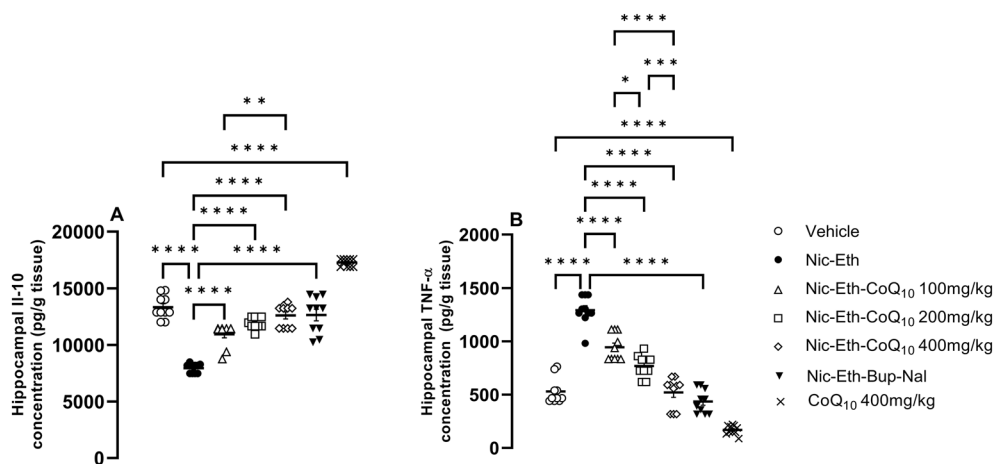 * *
* * * *
* * * *
* * * *
* * * *
* * * *
* * * *
A
20000
15000
10000
5000
0
Hippocampal Il-10
concentration (pg/g tissue)
* * * *
* * *
*
* * * *
* * * *
* * * *
* * * *
* * * *
* * * *
B
2000
1500
1000
500
0
Hippocampal TNF-α
concentration (pg/g tissue)
Vehicle
Nic-Eth
Nic-Eth-CoQ10 100mg/kg
Nic-Eth-CoQ10 200mg/kg
Nic-Eth-CoQ10 400mg/kg
Nic-Eth-Bup-Nal
CoQ10 400mg/kg